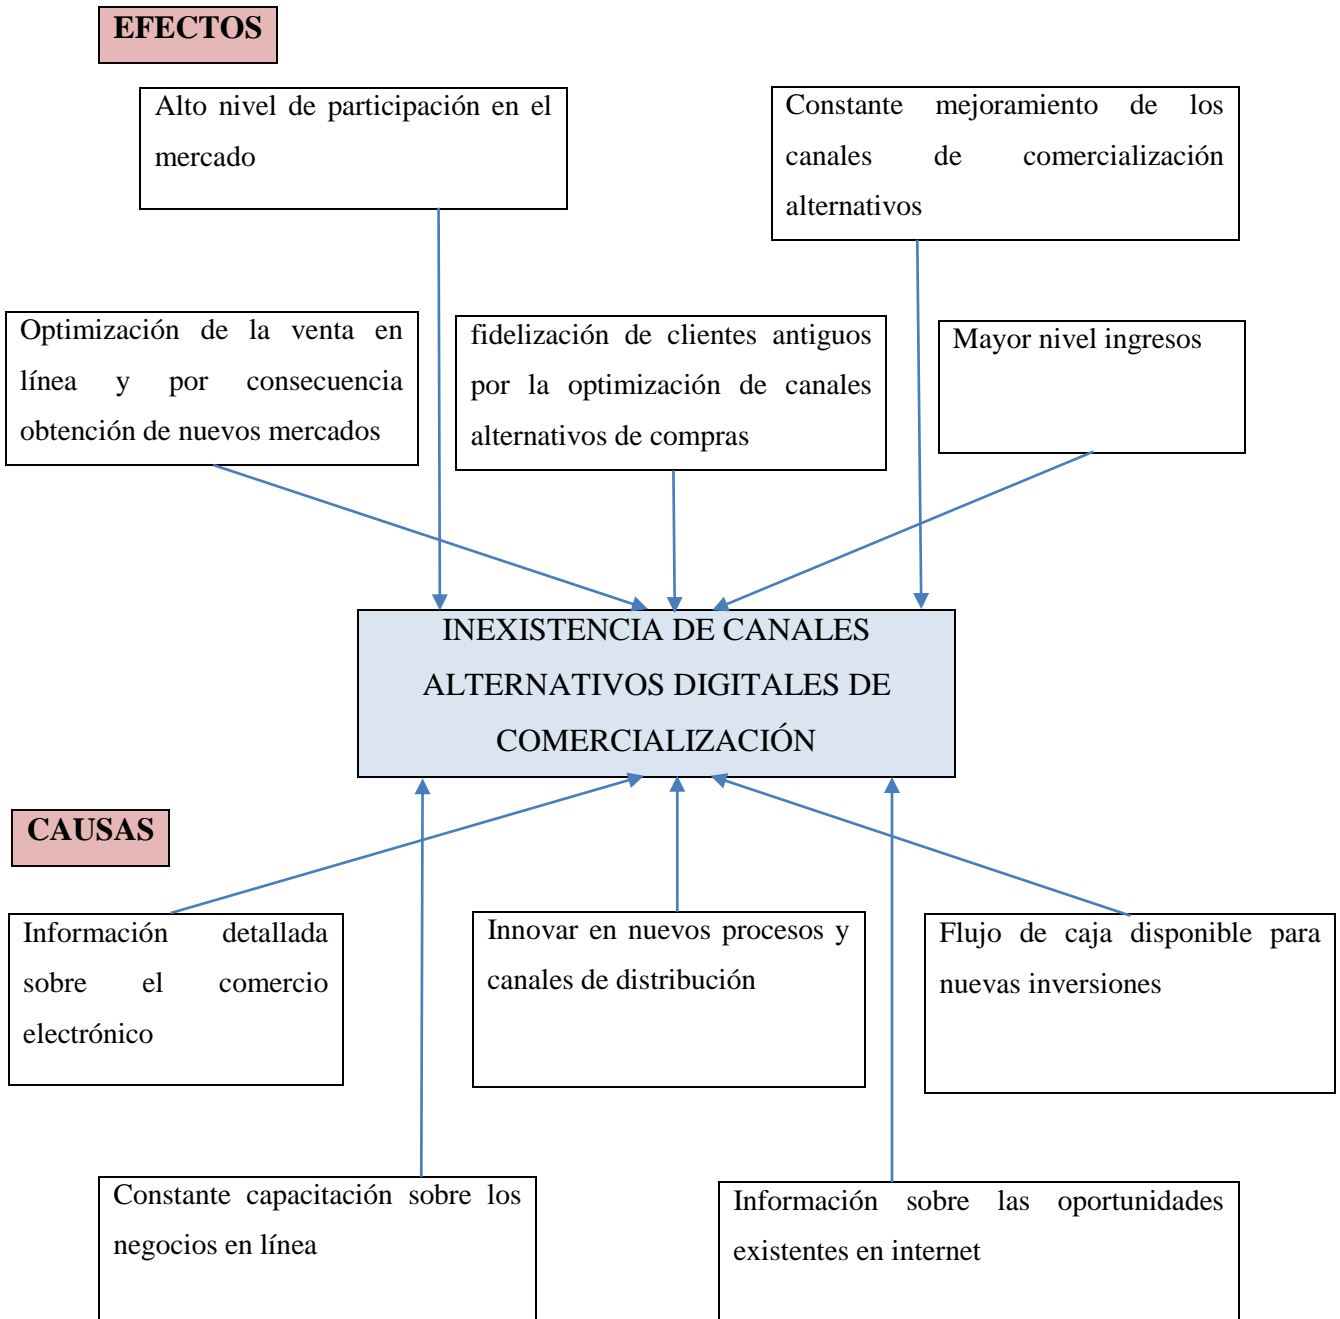 EFECTOS
Alto nivel de participación en el
mercado
Constante mejoramiento de los
canales de comercialización
alternativos
Optimización de la venta en
línea y por consecuencia
obtención de nuevos mercados
fidelización de clientes antiguos
por la optimización de canales
alternativos de compras
Mayor nivel ingresos
INEXISTENCIA DE CANALES
ALTERNATIVOS DIGITALES DE
COMERCIALIZACIÓN
CAUSAS
Información detallada
sobre el comercio
electrónico
Innovar en nuevos procesos y
canales de distribución
Flujo de caja disponible para
nuevas inversiones
Constante capacitación sobre los
negocios en línea
Información sobre las oportunidades
existentes en internet